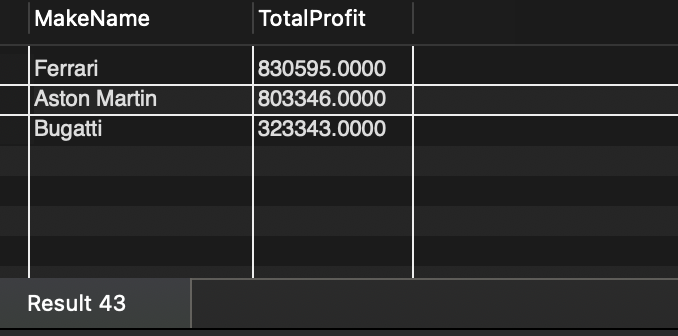 MakeName TotalProfit
Ferrari 830595.0000
Aston Martin 803346.0000
Bugatti 323343.0000
Result 43